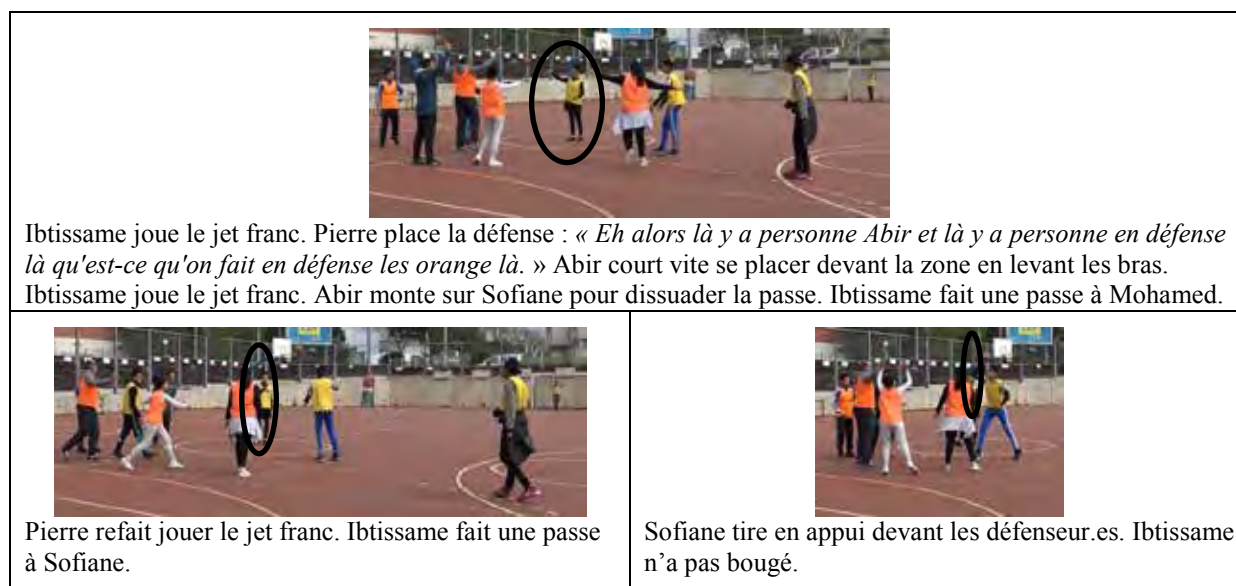 Ibtissame joue le jet franc. Pierre place la défense : « Eh alors là y a personne Abir et là y a personne en défense
là qu'est-ce qu'on fait en défense les orange là. » Abir court vite se placer devant la zone en levant les bras.
Ibtissame joue le jet franc. Abir monte sur Sofiane pour dissuader la passe. Ibtissame fait une passe à Mohamed.
Pierre refait jouer le jet franc. Ibtissame fait une passe
à Sofiane.
Sofiane tire en appui devant les défenseur.es. Ibtissame
n’a pas bougé.